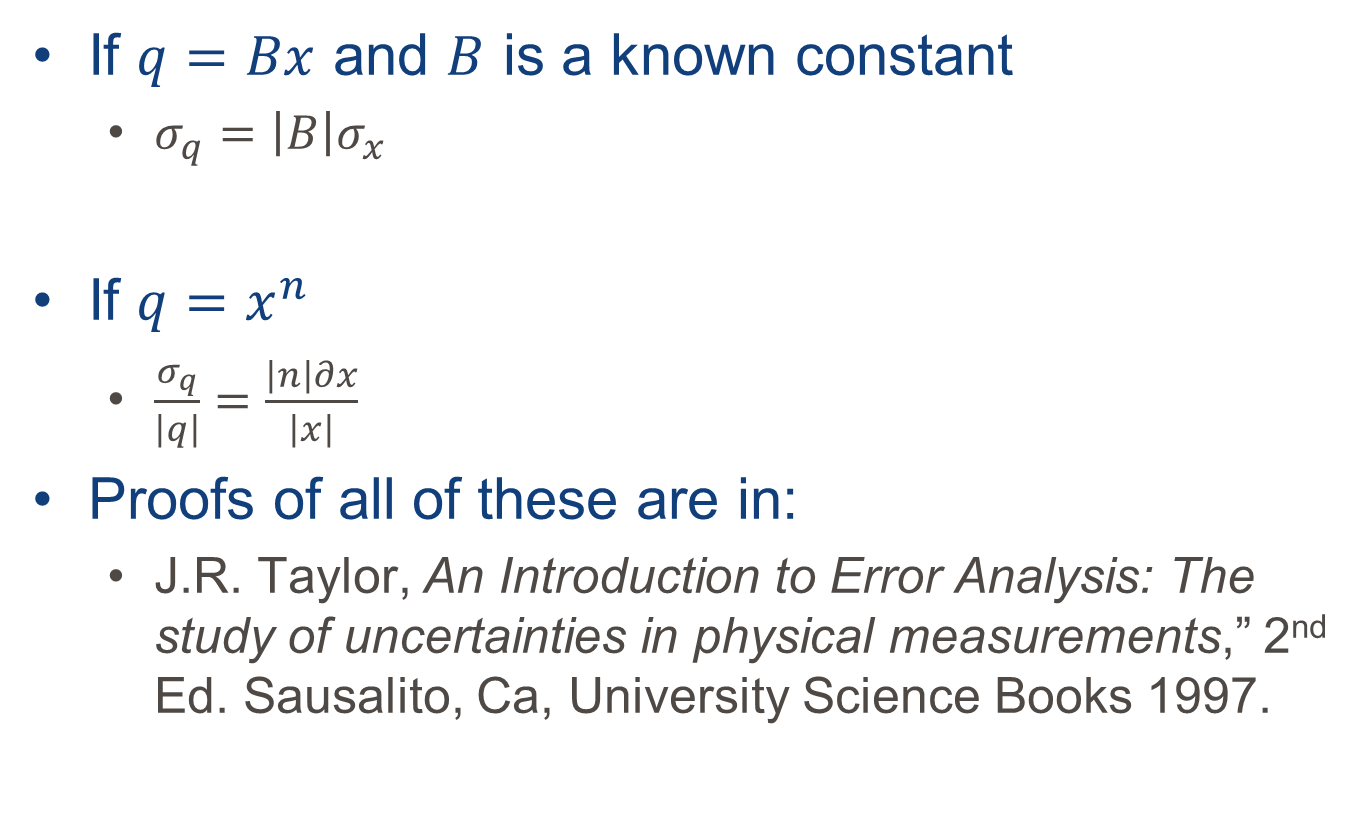 • If 𝑞 = 𝐵𝑥 and 𝐵 is a known constant
• 𝜎_𝑞 = |𝐵|𝜎_𝑥
• If 𝑞 = 𝑥^𝑛
• 𝜎_𝑞/|𝑞| = |𝑛|𝜕𝑥/|𝑥|
• Proofs of all of these are in:
• J.R. Taylor, An Introduction to Error Analysis: The
study of uncertainties in physical measurements,” 2nd
Ed. Sausalito, Ca, University Science Books 1997.